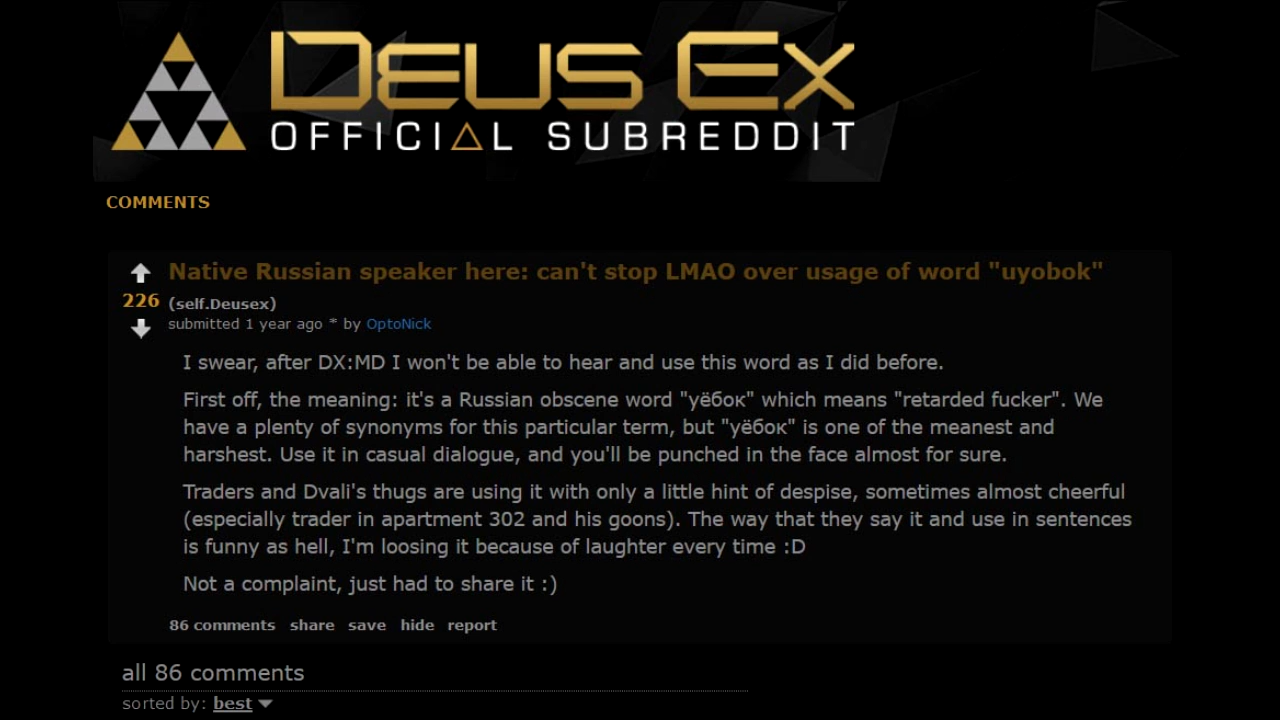 DEUS EX
OFFICIAL SUBREDDIT
COMMENTS
Native Russian speaker here: can't stop LMAO over usage of word "uyobok"
226 (self.Deusex)
submitted 1 year ago * by OptoNick
I swear, after DX:MD I won't be able to hear and use this word as I did before.
First off, the meaning: it's a Russian obscene word "уёбок" which means "retarded fucker". We
have a plenty of synonyms for this particular term, but "уёбок" is one of the meanest and
harshest. Use it in casual dialogue, and you'll be punched in the face almost for sure.
Traders and Dvali's thugs are using it with only a little hint of despise, sometimes almost cheerful
(especially trader in apartment 302 and his goons). The way that they say it and use in sentences
is funny as hell, I'm loosing it because of laughter every time :D
Not a complaint, just had to share it :)
86 comments share save hide report
all 86 comments
sorted by: best